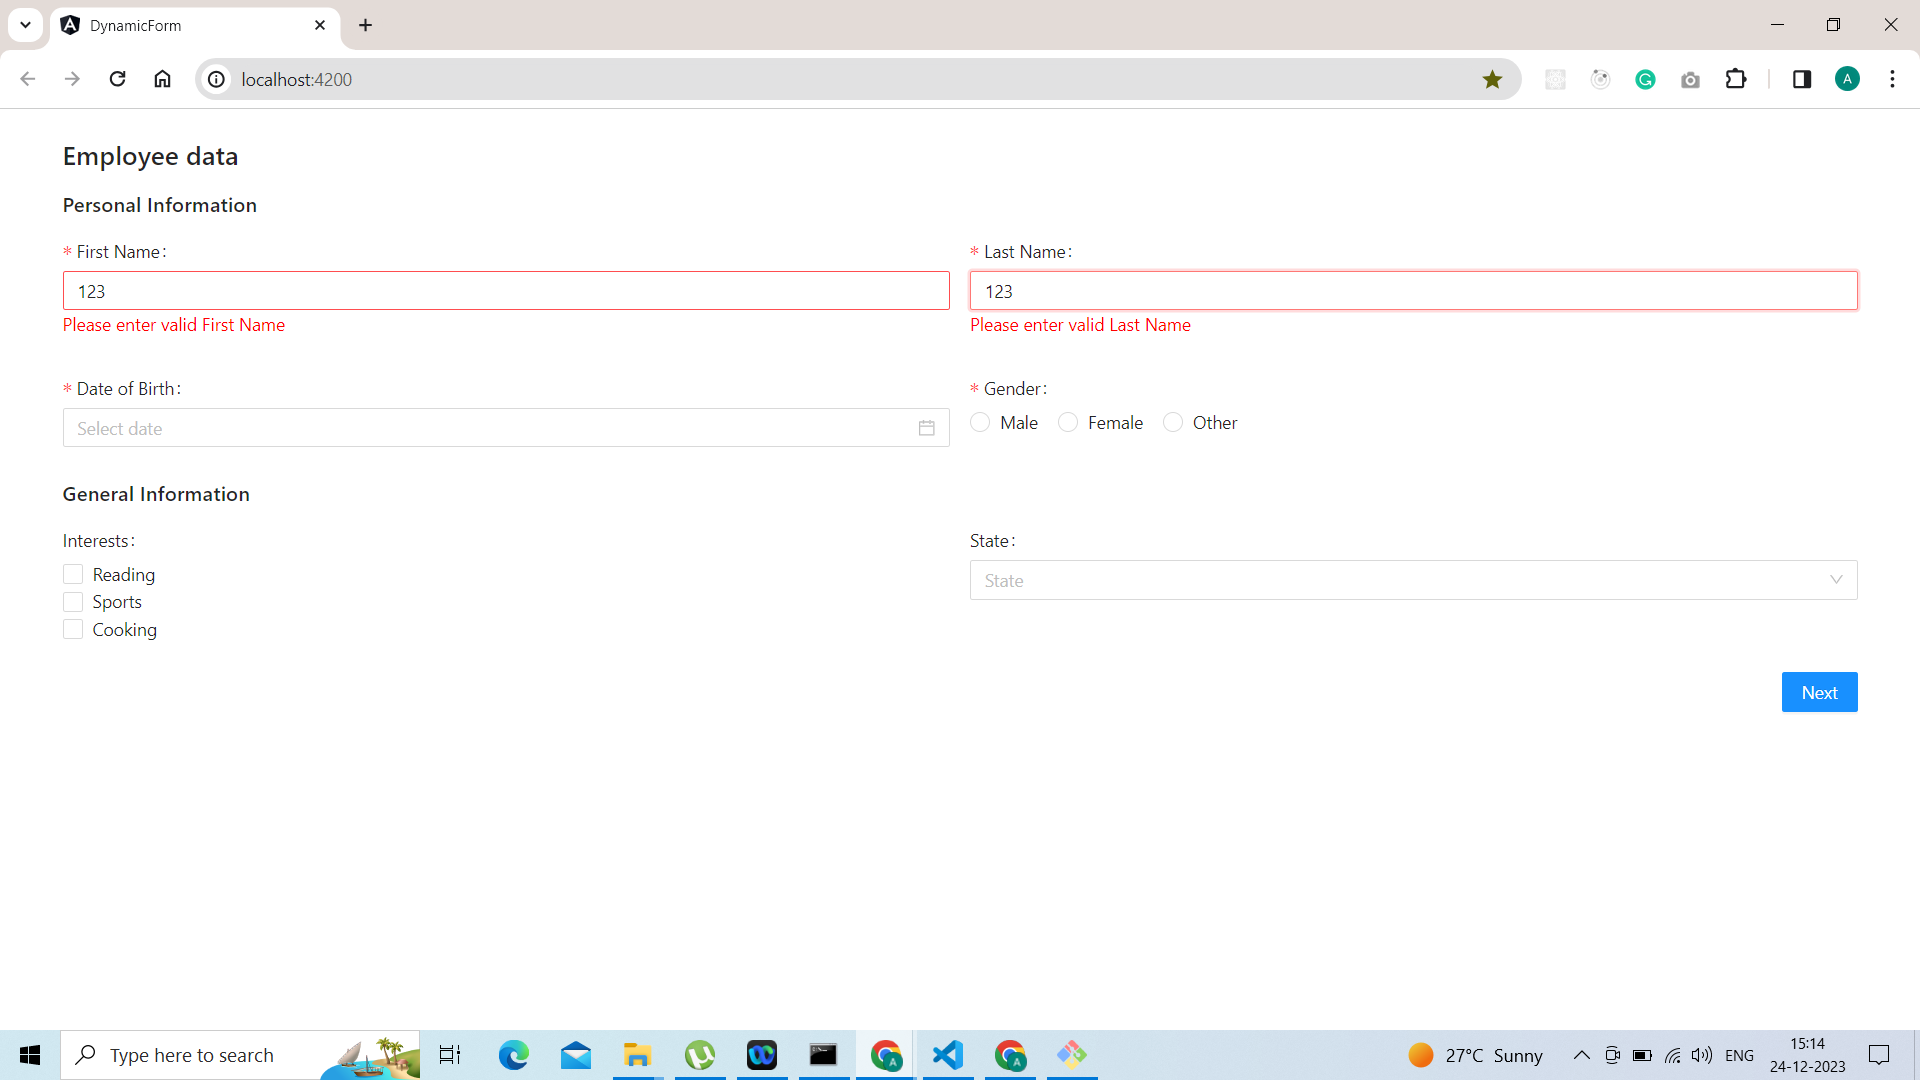 DynamicForm
localhost:4200
A
Employee data
Personal Information
* First Name:
* Last Name:
123
123
Please enter valid First Name
Please enter valid Last Name
* Date of Birth:
* Gender:
Select date
Male
Female
Other
General Information
Interests:
State:
Reading
State
Sports
Cooking
Next
Type here to search
27°C Sunny
ENG
15:14
24-12-2023